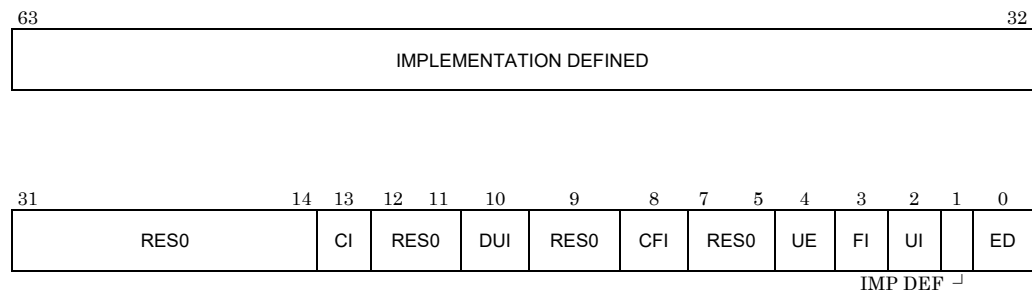 63 32
IMPLEMENTATION DEFINED
31 14 13 12 11 10 9 8 7 5 4 3 2 1 0
RES0 CI RES0 DUI RES0 CFI RES0 UE FI UI ED
IMP DEF